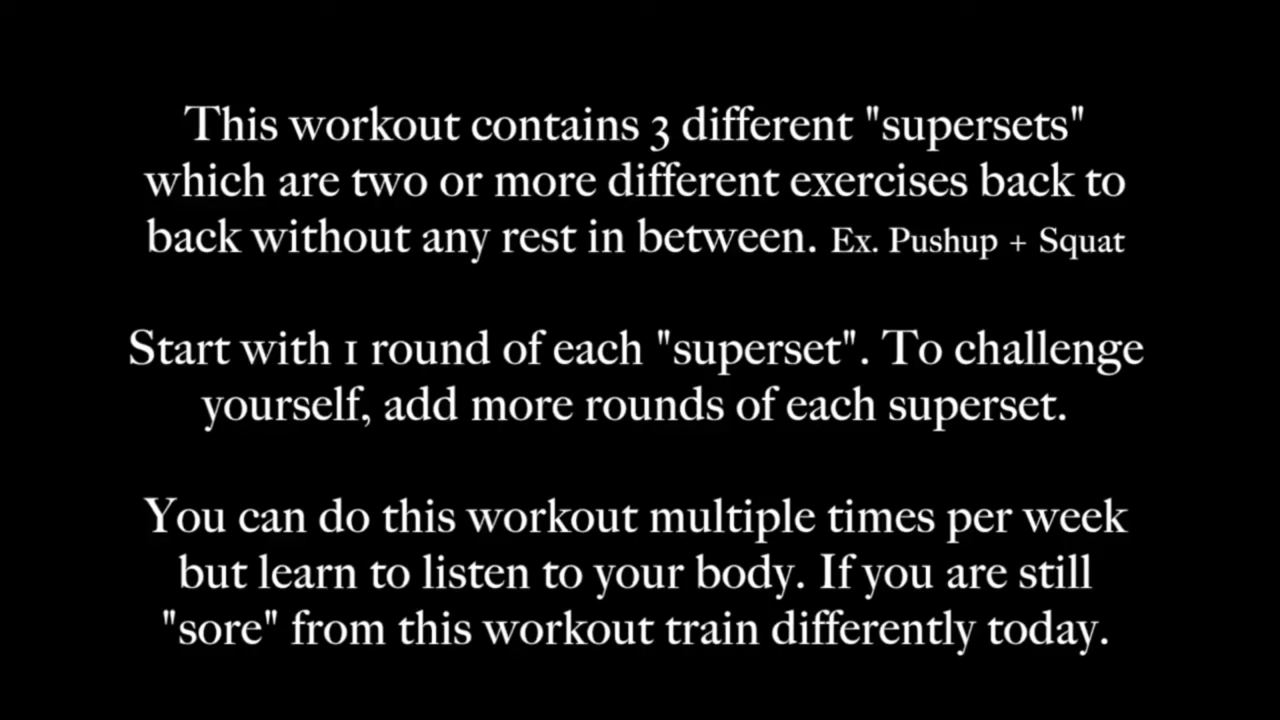 This workout contains 3 different "supersets"
which are two or more different exercises back to
back without any rest in between. Ex. Pushup + Squat
Start with 1 round of each "superset". To challenge
yourself, add more rounds of each superset.
You can do this workout multiple times per week
but learn to listen to your body. If you are still
"sore" from this workout train differently today.